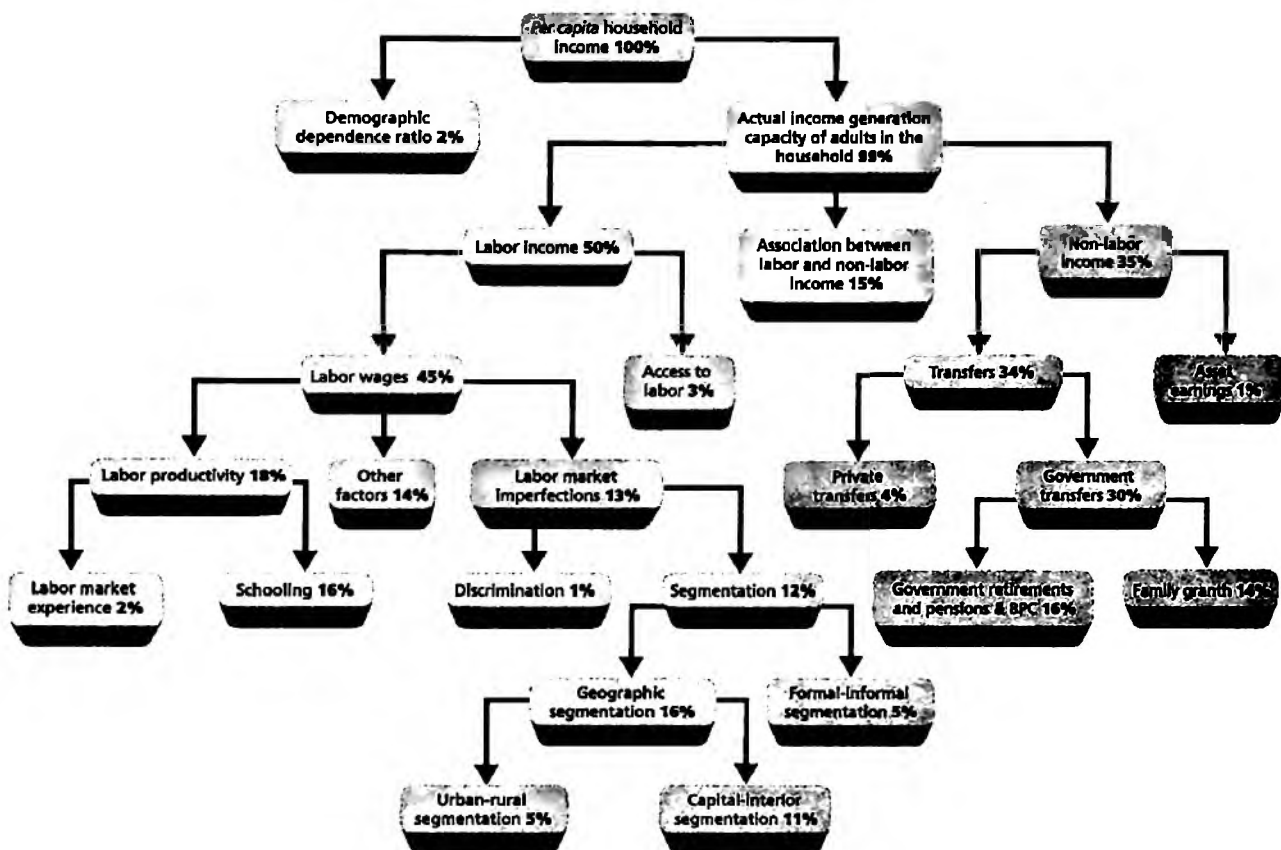 Per capita household
income 100%
Demographic
dependence ratio 2%
Actual income generation
capacity of adults in the
household 99%
Labor income 50%
Association between
labor and non-labor
income 15%
Non-labor
income 35%
Labor wages 45%
Access to
labor 3%
Transfers 34%
Asset
earnings 1%
Labor productivity 18%
Other
factors 14%
Labor market
imperfections 13%
Private
transfers 4%
Government
transfers 30%
Labor market
experience 2%
Schooling 16%
Discrimination 1%
Segmentation 12%
Government retirements
and pensions & BPC 16%
Family granth 14%
Geographic
segmentation 16%
Formal-informal
segmentation 5%
Urban-rural
segmentation 5%
Capital-interior
segmentation 11%